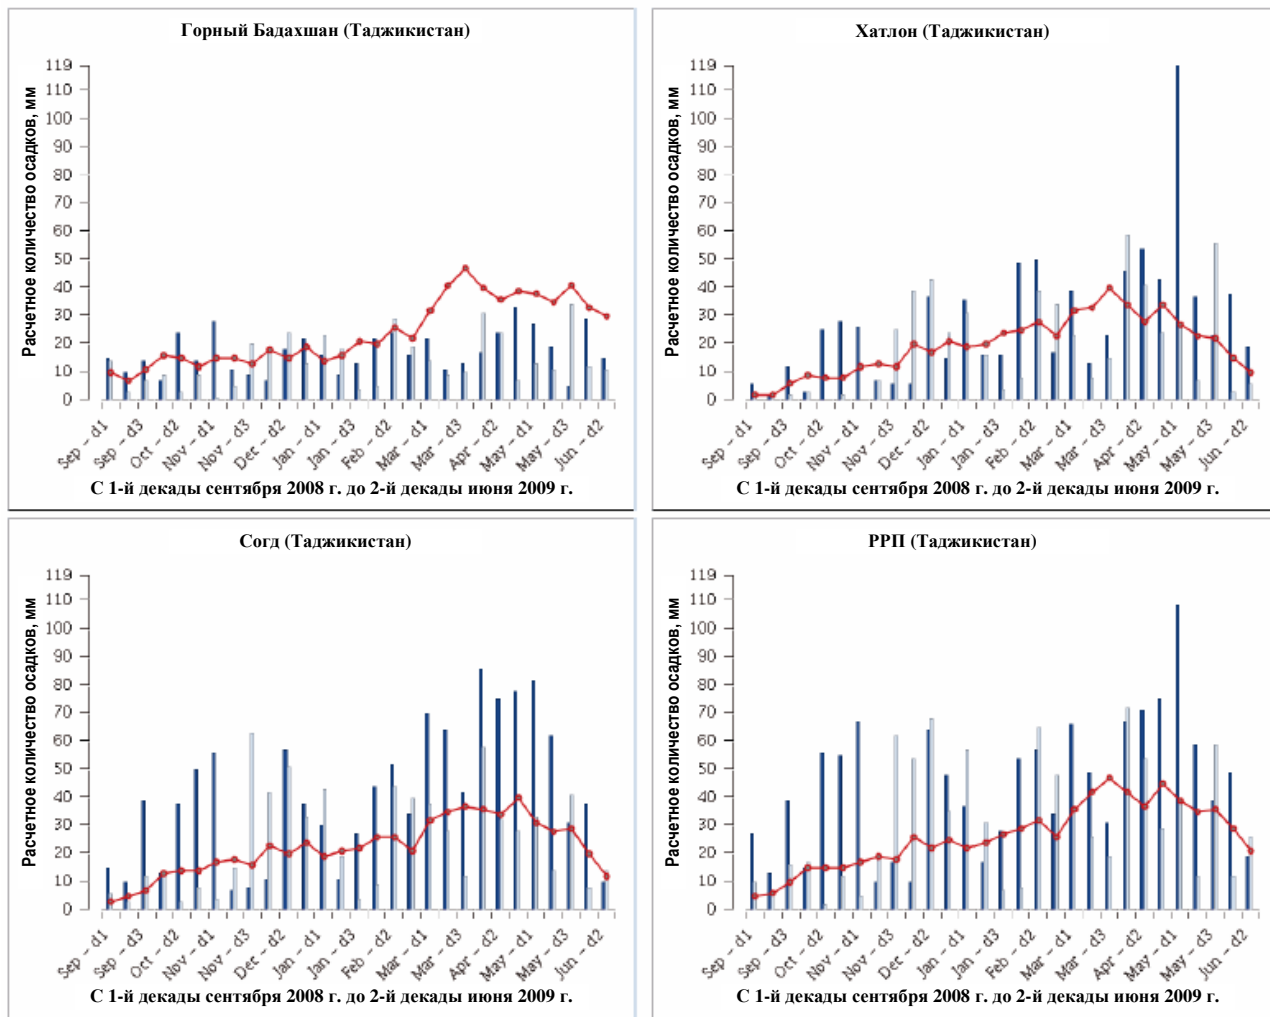 Горный Бадахшан (Таджикистан)
Расчетное количество осадков, мм
119
110
100
90
80
70
60
50
40
30
20
10
0
Sep – d1
Sep – d3
Oct – d2
Nov – d1
Nov – d3
Dec – d2
Jan – d1
Jan – d3
Feb – d2
Mar – d1
Mar – d3
Apr – d2
May – d1
May – d3
Jun – d2
С 1-й декады сентября 2008 г. до 2-й декады июня 2009 г.
Хатлон (Таджикистан)
Расчетное количество осадков, мм
119
110
100
90
80
70
60
50
40
30
20
10
0
Sep – d1
Sep – d3
Oct – d2
Nov – d1
Nov – d3
Dec – d2
Jan – d1
Jan – d3
Feb – d2
Mar – d1
Mar – d3
Apr – d2
May – d1
May – d3
Jun – d2
С 1-й декады сентября 2008 г. до 2-й декады июня 2009 г.
Согд (Таджикистан)
Расчетное количество осадков, мм
119
110
100
90
80
70
60
50
40
30
20
10
0
Sep – d1
Sep – d3
Oct – d2
Nov – d1
Nov – d3
Dec – d2
Jan – d1
Jan – d3
Feb – d2
Mar – d1
Mar – d3
Apr – d2
May – d1
May – d3
Jun – d2
С 1-й декады сентября 2008 г. до 2-й декады июня 2009 г.
РРП (Таджикистан)
Расчетное количество осадков, мм
119
110
100
90
80
70
60
50
40
30
20
10
0
Sep – d1
Sep – d3
Oct – d2
Nov – d1
Nov – d3
Dec – d2
Jan – d1
Jan – d3
Feb – d2
Mar – d1
Mar – d3
Apr – d2
May – d1
May – d3
Jun – d2
С 1-й декады сентября 2008 г. до 2-й декады июня 2009 г.